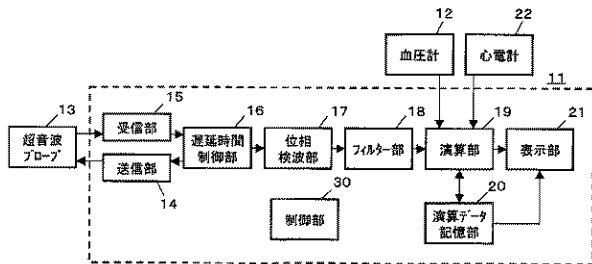 12
22
血圧計
心電計
11
13
15
16
17
18
19
21
超音波
プローブ
受信部
送信部
14
遅延時間
制御部
位相
検波部
フィルター部
演算部
表示部
30
制御部
20
演算データ
記憶部